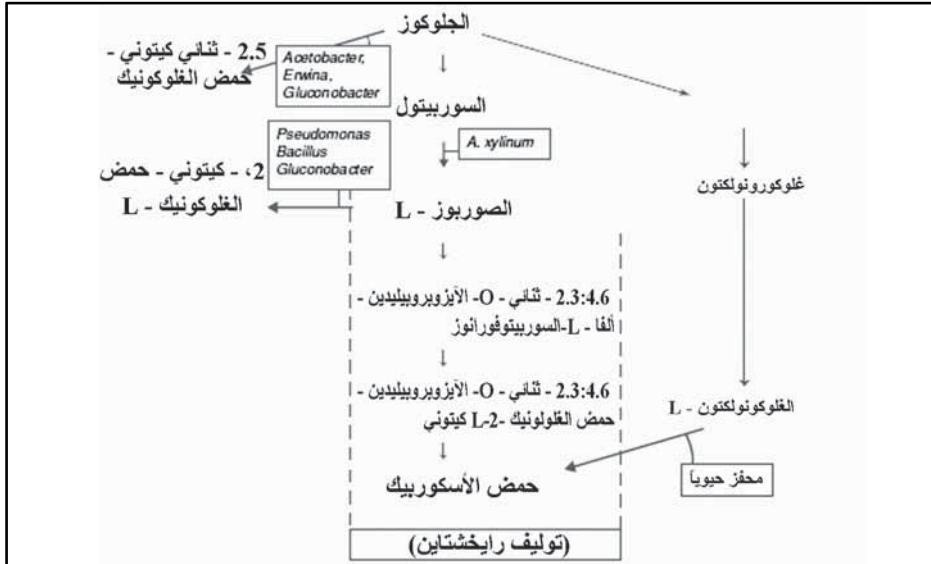 الجلوكوز
2.5 - ثنائي كيتوني -
حمض الغلوكونيك
Acetobacter,
Erwina,
Gluconobacter
السوربيتول
Pseudomonas
Bacillus
Gluconobacter
A. xylinum
2، - كيتوني - حمض
الغلوكونيك - L
غلوكورونولكتون
الصوربوز - L
2.3:4.6 - ثنائي - O- الآيزوبروبيليدين -
ألفا - L-السوربيتوفورانوز
2.3:4.6 - ثنائي - O- الآيزوبروبيليدين -
حمض الغلولونيك -2-L كيتوني
الغلوكونولكتون - L
حمض الأسكوربيك
محفز حيوياً
(توليف رايخشتاين)